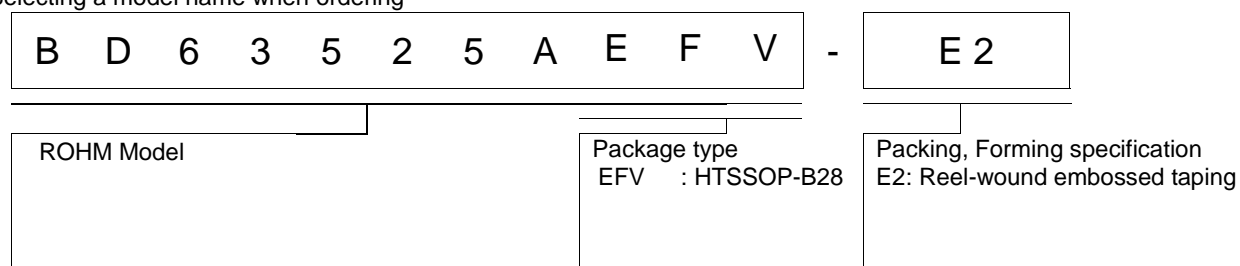 Selecting a model name when ordering
B D 6 3 5 2 5 A E F V - E 2
ROHM Model
Package type
EFV : HTSSOP-B28
Packing, Forming specification
E2: Reel-wound embossed taping